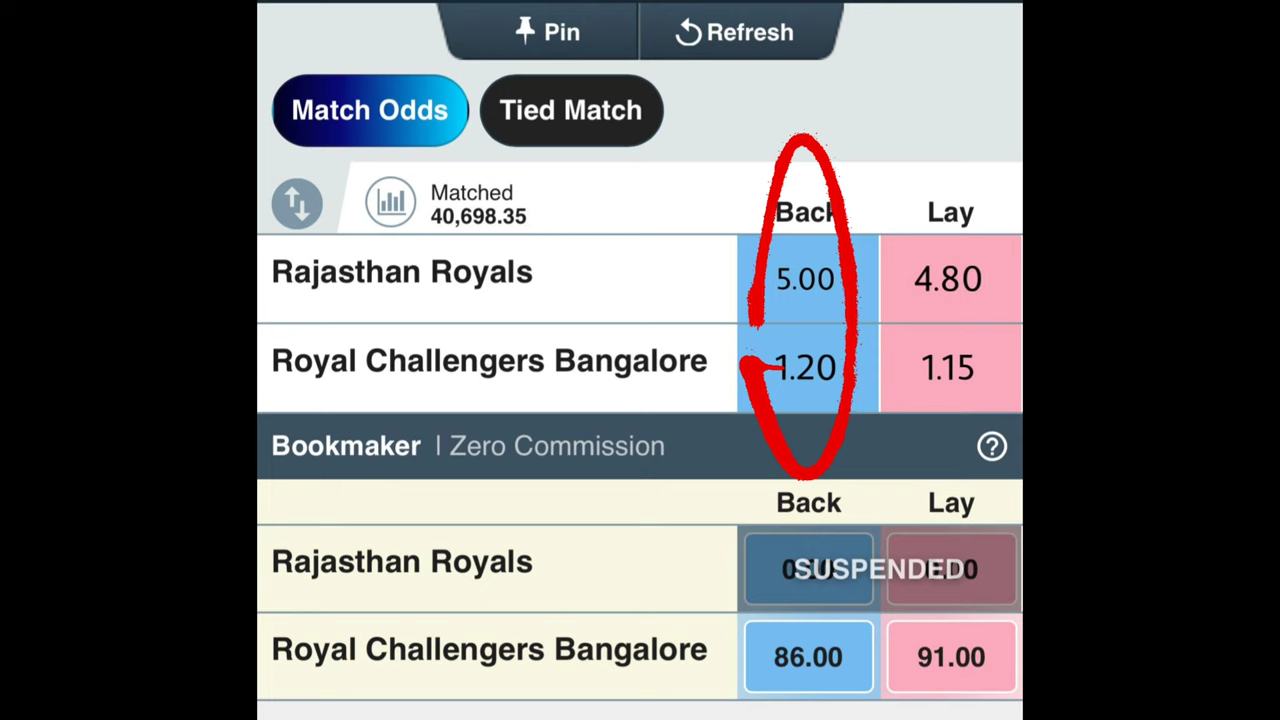 Pin Refresh
Match Odds Tied Match
Matched
40,698.35
Back Lay
Rajasthan Royals 5.00 4.80
Royal Challengers Bangalore 1.20 1.15
Bookmaker | Zero Commission ?
Back Lay
Rajasthan Royals SUSPENDED
Royal Challengers Bangalore 86.00 91.00